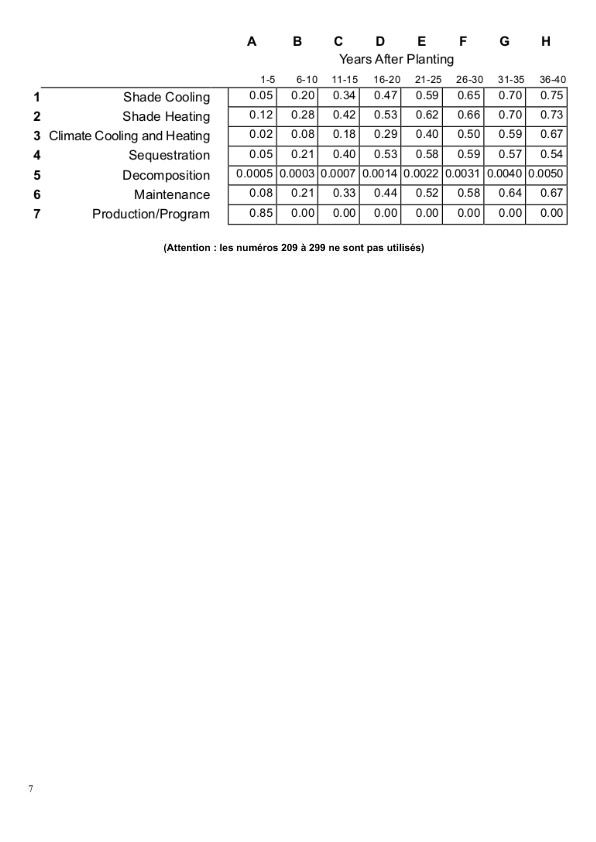 A B C D E F G H
Years After Planting
1-5 6-10 11-15 16-20 21-25 26-30 31-35 36-40
1 Shade Cooling 0.05 0.20 0.34 0.47 0.59 0.65 0.70 0.75
2 Shade Heating 0.12 0.28 0.42 0.53 0.62 0.66 0.70 0.73
3 Climate Cooling and Heating 0.02 0.08 0.18 0.29 0.40 0.50 0.59 0.67
4 Sequestration 0.05 0.21 0.40 0.53 0.58 0.59 0.57 0.54
5 Decomposition 0.0005 0.0003 0.0007 0.0014 0.0022 0.0031 0.0040 0.0050
6 Maintenance 0.08 0.21 0.33 0.44 0.52 0.58 0.64 0.67
7 Production/Program 0.85 0.00 0.00 0.00 0.00 0.00 0.00 0.00
(Attention : les numéros 209 à 299 ne sont pas utilisés)
7